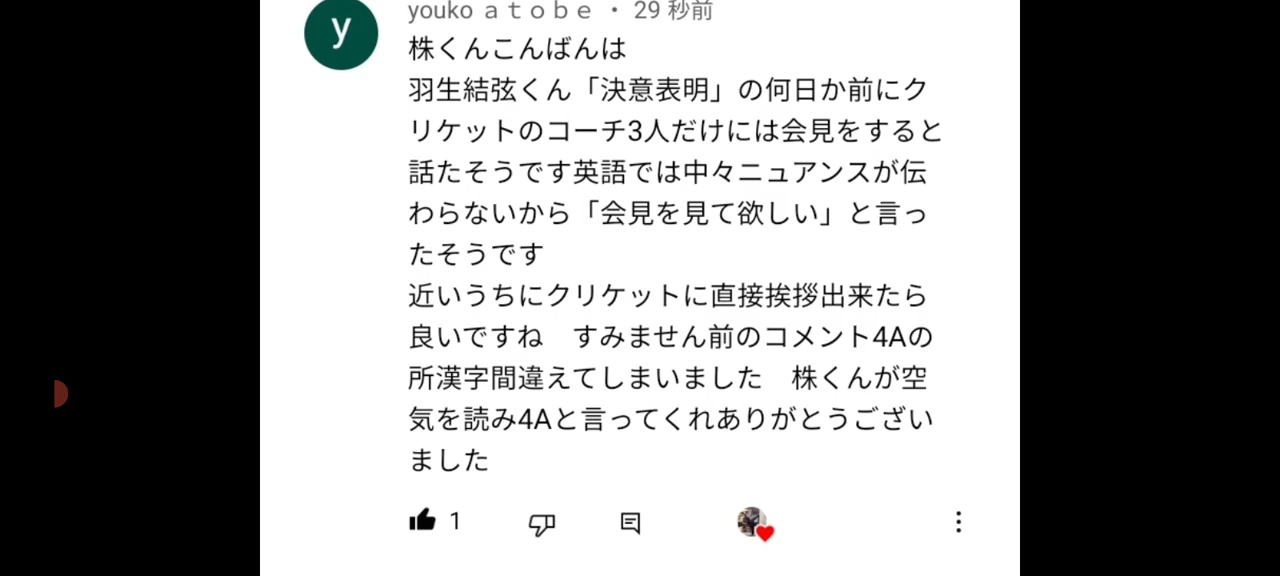 y
youko ａｔｏｂｅ ・ 29 秒前
株くんこんばんは
羽生結弦くん「決意表明」の何日か前にク
リケットのコーチ3人だけには会見をすると
話たそうです英語では中々ニュアンスが伝
わらないから「会見を見て欲しい」と言っ
たそうです
近いうちにクリケットに直接挨拶出来たら
良いですね　すみません前のコメント4Aの
所漢字間違えてしまいました　株くんが空
気を読み4Aと言ってくれありがとうござい
ました
1